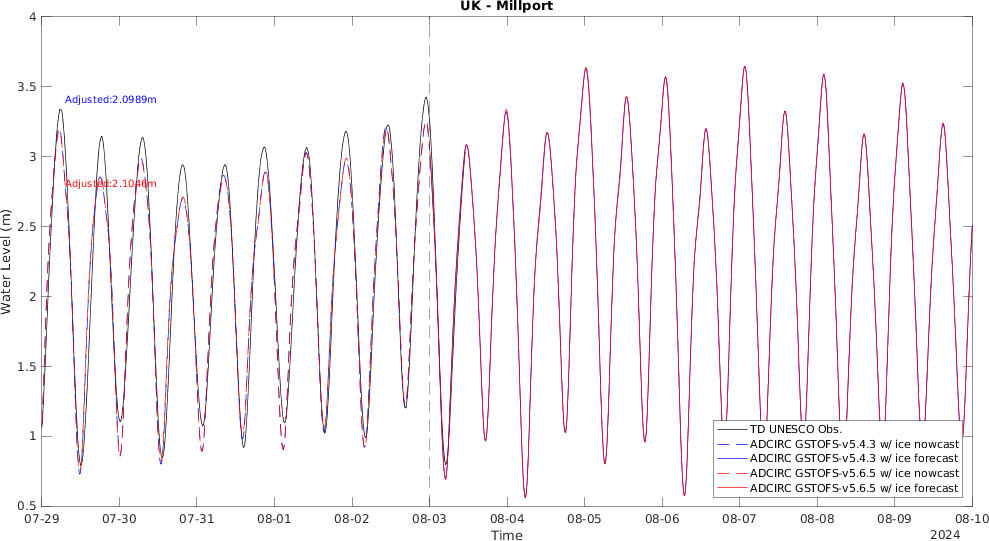 UK - Millport
4
3.5
3
2.5
2
1.5
1
0.5
Water Level (m)
Adjusted:2.0989m
Adjusted:2.1046m
TD UNESCO Obs.
ADCIRC GSTOFS-v5.4.3 w/ ice nowcast
ADCIRC GSTOFS-v5.4.3 w/ ice forecast
ADCIRC GSTOFS-v5.6.5 w/ ice nowcast
ADCIRC GSTOFS-v5.6.5 w/ ice forecast
07-29 07-30 07-31 08-01 08-02 08-03 08-04 08-05 08-06 08-07 08-08 08-09 08-10
Time
2024